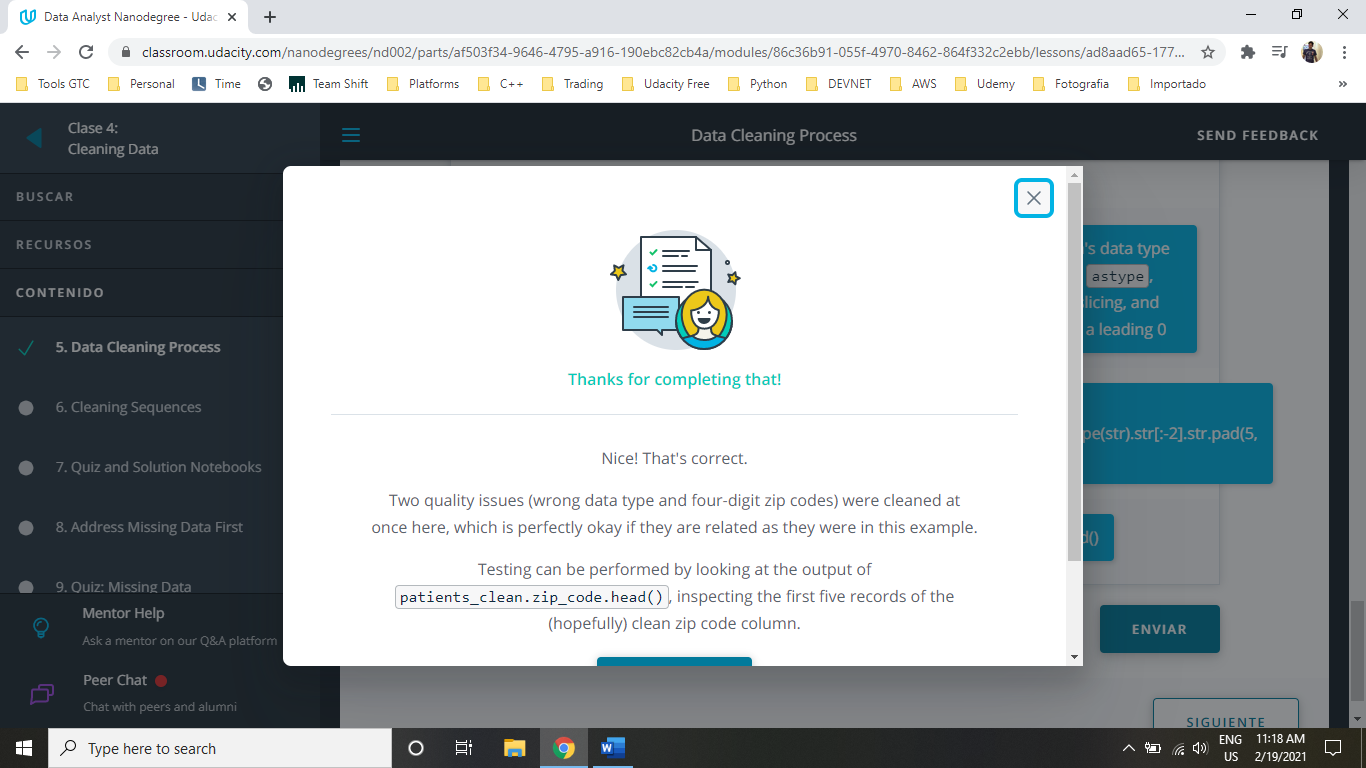 Data Analyst Nanodegree - Udac
classroom.udacity.com/nanodegrees/nd002/parts/af503f34-9646-4795-a916-190ebc82cb4a/modules/86c36b91-055f-4970-8462-864f332c2ebb/lessons/ad8aad65-177...
Tools GTC Personal Time Team Shift Platforms C++ Trading Udacity Free Python DEVNET AWS Udemy Fotografia Importado »
Clase 4:
Cleaning Data
Data Cleaning Process
SEND FEEDBACK
BUSCAR
RECURSOS
CONTENIDO
5. Data Cleaning Process
6. Cleaning Sequences
7. Quiz and Solution Notebooks
8. Address Missing Data First
9. Quiz: Missing Data
Mentor Help
Ask a mentor on our Q&A platform
Peer Chat
Chat with peers and alumni
Thanks for completing that!
Nice! That's correct.
Two quality issues (wrong data type and four-digit zip codes) were cleaned at
once here, which is perfectly okay if they are related as they were in this example.
Testing can be performed by looking at the output of
patients_clean.zip_code.head(), inspecting the first five records of the
(hopefully) clean zip code column.
's data type
astype,
licing, and
a leading 0
pe(str).str[:-2].str.pad(5,
d()
ENVIAR
SIGUIENTE
Type here to search
ENG
US
11:18 AM
2/19/2021